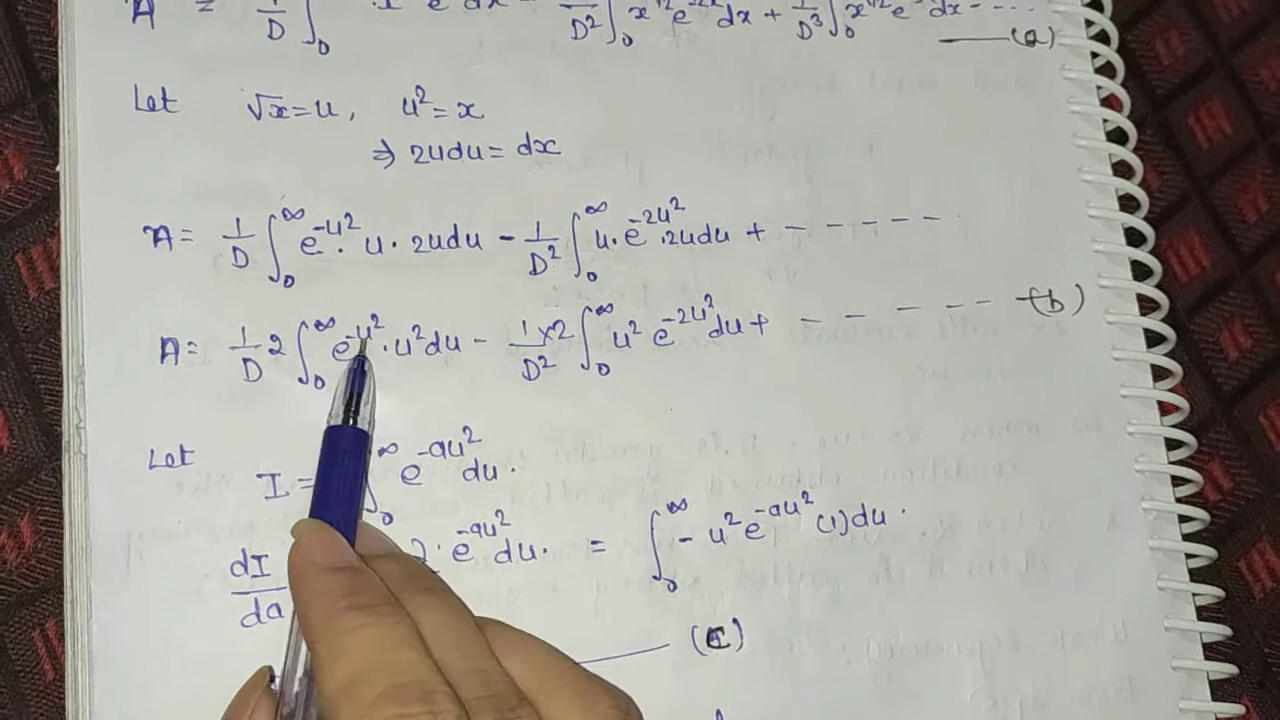 A = 1/D ∫₀ x e dx - 1/D² ∫₀ x^{1/2} e^{-2x} dx + 1/D³ ∫₀ x^{1/2} e dx - ... —(a)
Let √x = u, u² = x
⇒ 2udu = dx
A = 1/D ∫₀^∞ e^{-u²} · u · 2udu - 1/D² ∫₀^∞ u · e^{-2u²} · 2udu + - - - - -
A = 1/D 2 ∫₀^∞ e^{-u²} · u² du - 1×2/D² ∫₀^∞ u² e^{-2u²} du + - - - - - (b)
Let I = ∫₀^∞ e^{-au²} du.
dI/da e^{-au²} du. = ∫₀^∞ - u² e^{-au²} (1) du.
— (C)